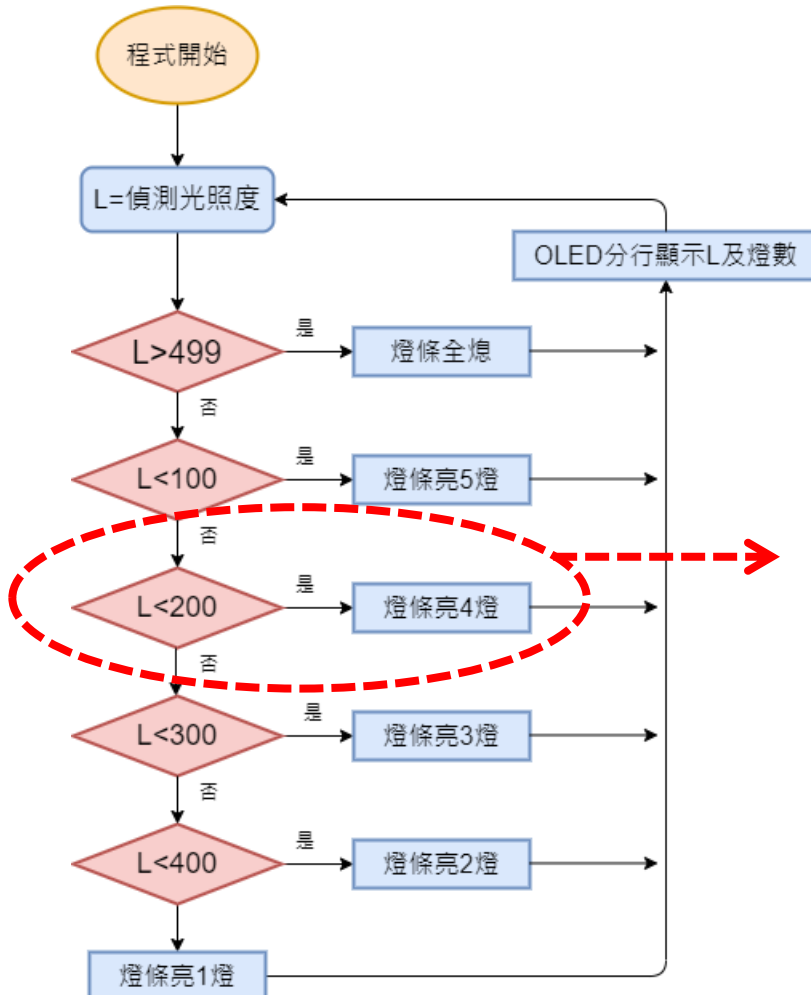 程式開始
L=偵測光照度
OLED分行顯示L及燈數
L>499
是
燈條全熄
否
L<100
是
燈條亮5燈
否
L<200
是
燈條亮4燈
否
L<300
是
燈條亮3燈
否
L<400
是
燈條亮2燈
燈條亮1燈